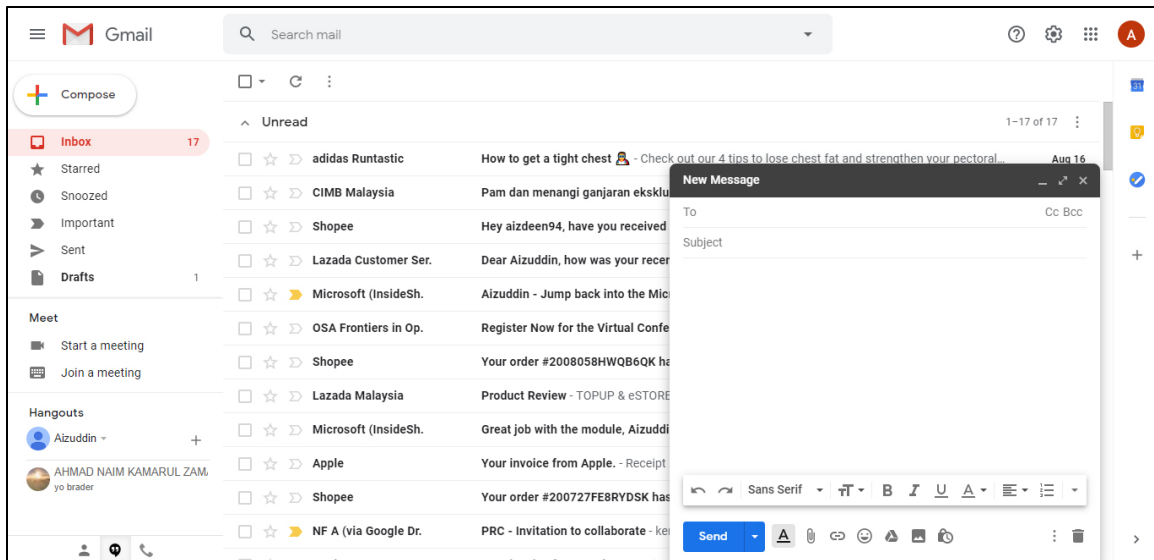 Gmail
Search mail
A
Compose
31
Unread
1–17 of 17
Inbox 17
Starred
Snoozed
Important
Sent
Drafts 1
Meet
Start a meeting
Join a meeting
Hangouts
Aizuddin
AHMAD NAIM KAMARUL ZAMA
yo brader
adidas Runtastic How to get a tight chest - Check out our 4 tips to lose chest fat and strengthen your pectoral... Aug 16
CIMB Malaysia Pam dan menangi ganjaran eksklu
Shopee Hey aizdeen94, have you received
Lazada Customer Ser. Dear Aizuddin, how was your recen
Microsoft (InsideSh. Aizuddin - Jump back into the Micr
OSA Frontiers in Op. Register Now for the Virtual Confe
Shopee Your order #2008058HWQB6QK ha
Lazada Malaysia Product Review - TOPUP & eSTORE
Microsoft (InsideSh. Great job with the module, Aizuddi
Apple Your invoice from Apple. - Receipt
Shopee Your order #200727FE8RYDSK has
NF A (via Google Dr. PRC - Invitation to collaborate - ke
New Message
To Cc Bcc
Subject
Sans Serif
B I U A
Send A